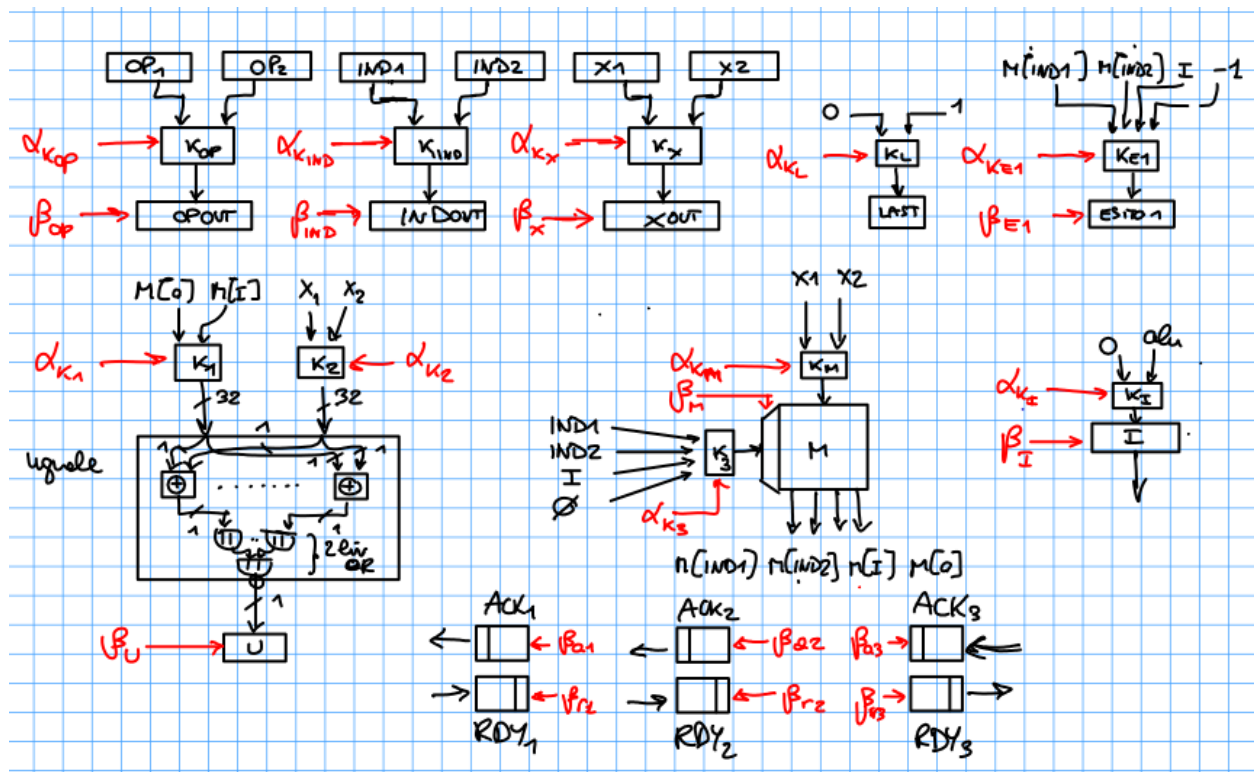 OP1 OP2 IND1 IND2 X1 X2
M[IND1] M[IND2] I -1
0 1
αKOP KOP αKIND KIND αKX KX αKL KL αKE1 KE1
βOP OPOUT βIND INDOUT βX XOUT LAST βE1 ESITO1
M[0] M[I] X1 X2
X1 X2
αK1 K1 K2 αK2
αKM KM
0 alu
αKI KI
32 32
βM
IND1
IND2
I
Ø
K3 M
βI I
αK3
uguale
1 1 1 1 1
⊕ ........ ⊕
1 1
.. } 2 liv OR
1
βU U
M[IND1] M[IND2] M[I] M[0]
ACK1 ACK2 ACK3
βa1 βa2 βa3
βr1 βr2 βr3
RDY1 RDY2 RDY3